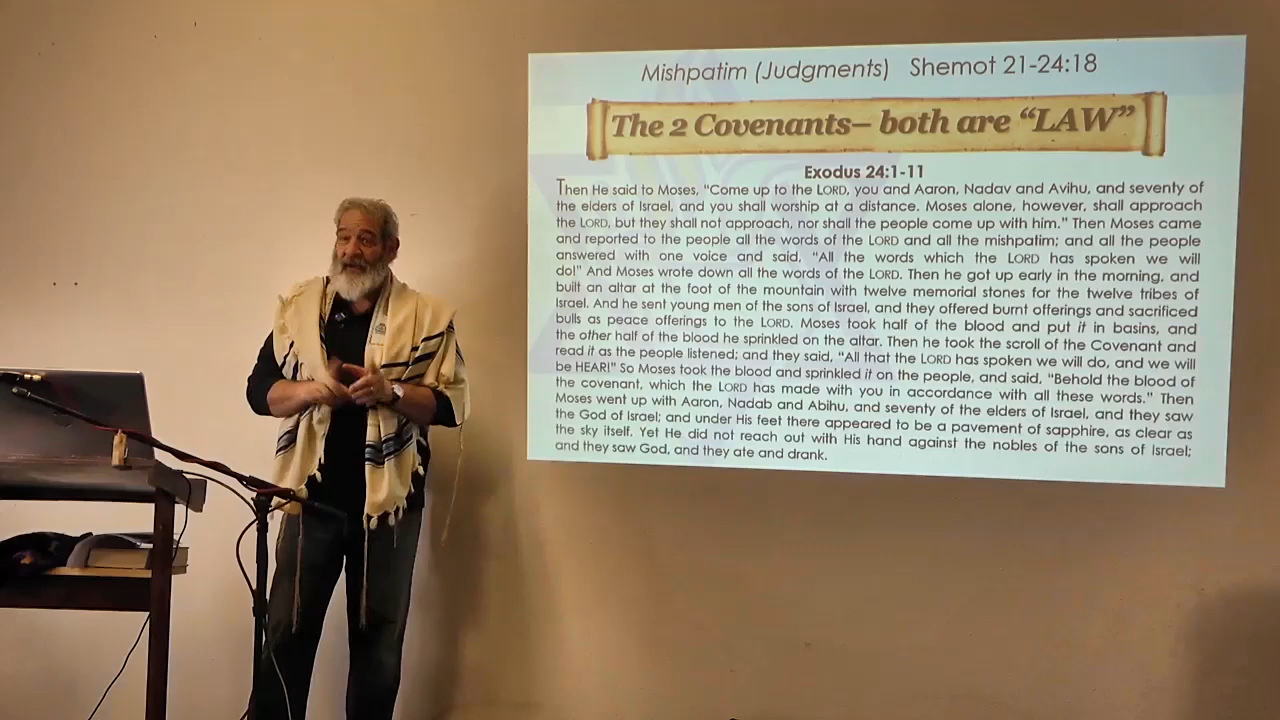 Mishpatim (Judgments) Shemot 21-24:18
The 2 Covenants– both are “LAW”
Exodus 24:1-11
Then He said to Moses, “Come up to the LORD, you and Aaron, Nadav and Avihu, and seventy of
the elders of Israel, and you shall worship at a distance. Moses alone, however, shall approach
the LORD, but they shall not approach, nor shall the people come up with him.” Then Moses came
and reported to the people all the words of the LORD and all the mishpatim; and all the people
answered with one voice and said, “All the words which the LORD has spoken we will
do!” And Moses wrote down all the words of the LORD. Then he got up early in the morning, and
built an altar at the foot of the mountain with twelve memorial stones for the twelve tribes of
Israel. And he sent young men of the sons of Israel, and they offered burnt offerings and sacrificed
bulls as peace offerings to the LORD. Moses took half of the blood and put it in basins, and
the other half of the blood he sprinkled on the altar. Then he took the scroll of the Covenant and
read it as the people listened; and they said, “All that the LORD has spoken we will do, and we will
be HEAR!” So Moses took the blood and sprinkled it on the people, and said, “Behold the blood of
the covenant, which the LORD has made with you in accordance with all these words.” Then
Moses went up with Aaron, Nadab and Abihu, and seventy of the elders of Israel, and they saw
the God of Israel; and under His feet there appeared to be a pavement of sapphire, as clear as
the sky itself. Yet He did not reach out with His hand against the nobles of the sons of Israel;
and they saw God, and they ate and drank.